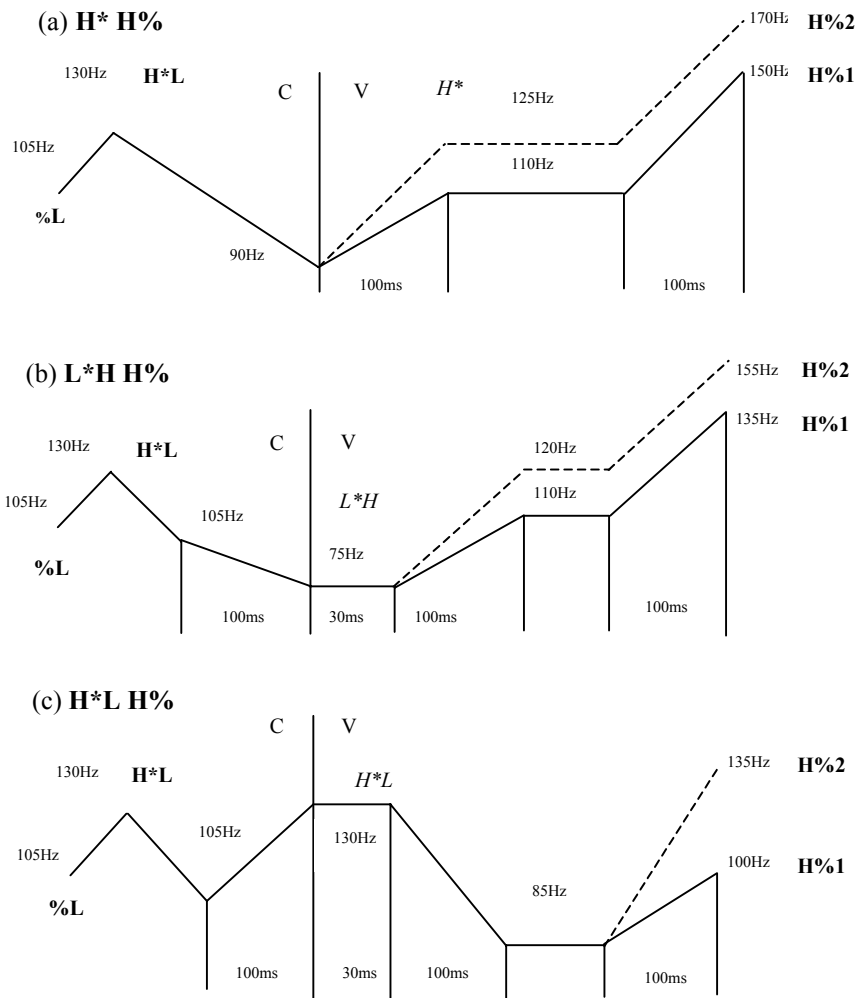 (a) H* H%
170Hz H%2
130Hz H*L C V H* 125Hz 150Hz H%1
105Hz 110Hz
%L
90Hz
100ms 100ms
(b) L*H H%
155Hz H%2
130Hz H*L C V 120Hz 135Hz H%1
105Hz 105Hz L*H 110Hz
%L 75Hz
100ms 30ms 100ms 100ms
(c) H*L H%
C V
130Hz H*L H*L 135Hz H%2
105Hz 105Hz 130Hz 100Hz H%1
%L 85Hz
100ms 30ms 100ms 100ms